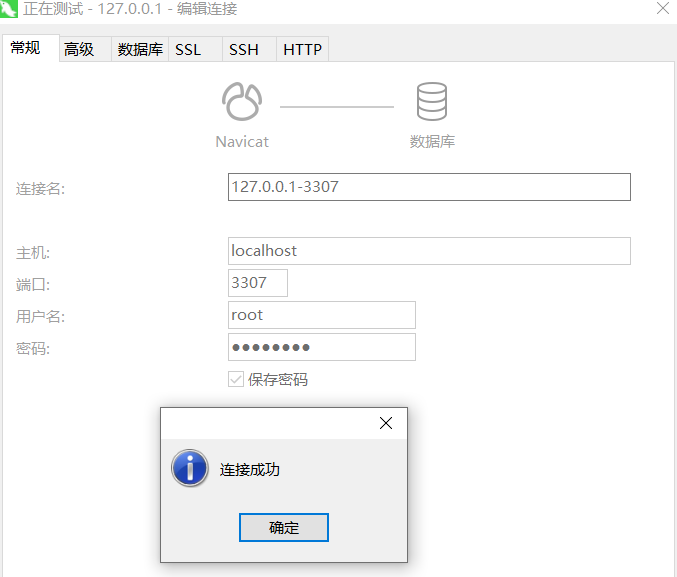 正在测试 - 127.0.0.1 - 编辑连接
常规 高级 数据库 SSL SSH HTTP
Navicat 数据库
连接名: 127.0.0.1-3307
主机: localhost
端口: 3307
用户名: root
密码: ●●●●●●●●
保存密码
连接成功
确定